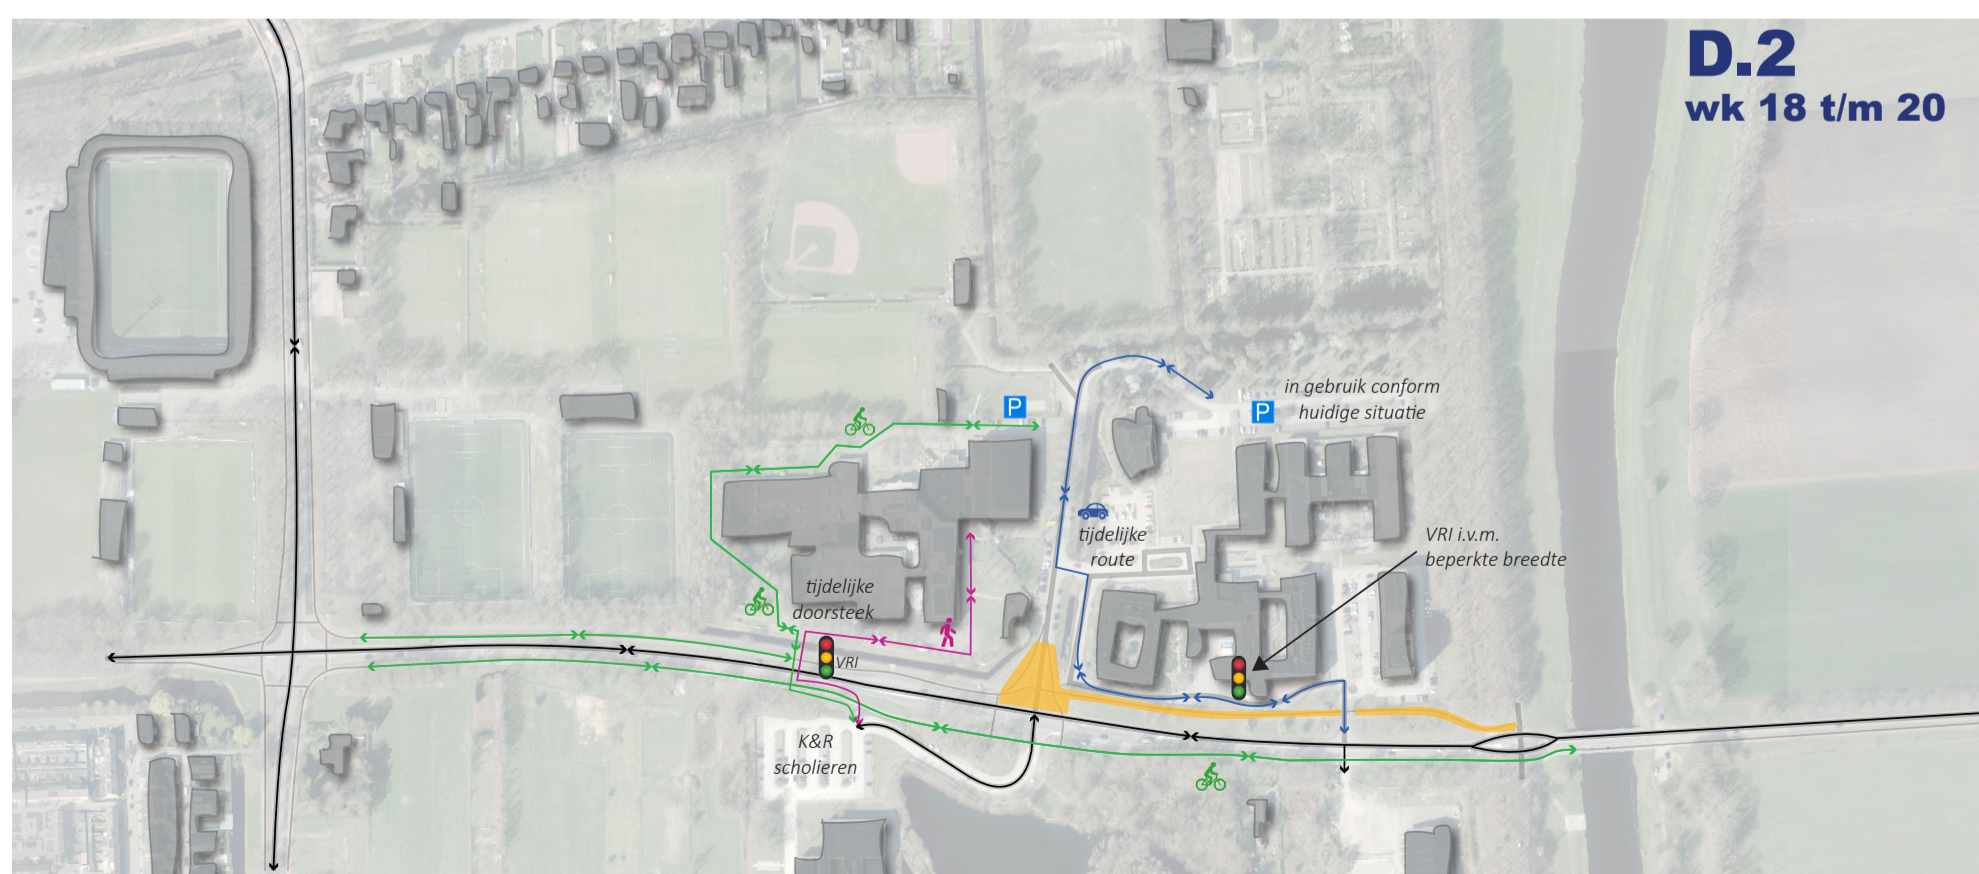 D.2
wk 18 t/m 20
P
P
in gebruik conform
huidige situatie
tijdelijke
route
VRI i.v.m.
beperkte breedte
tijdelijke
doorsteek
VRI
K&R
scholieren